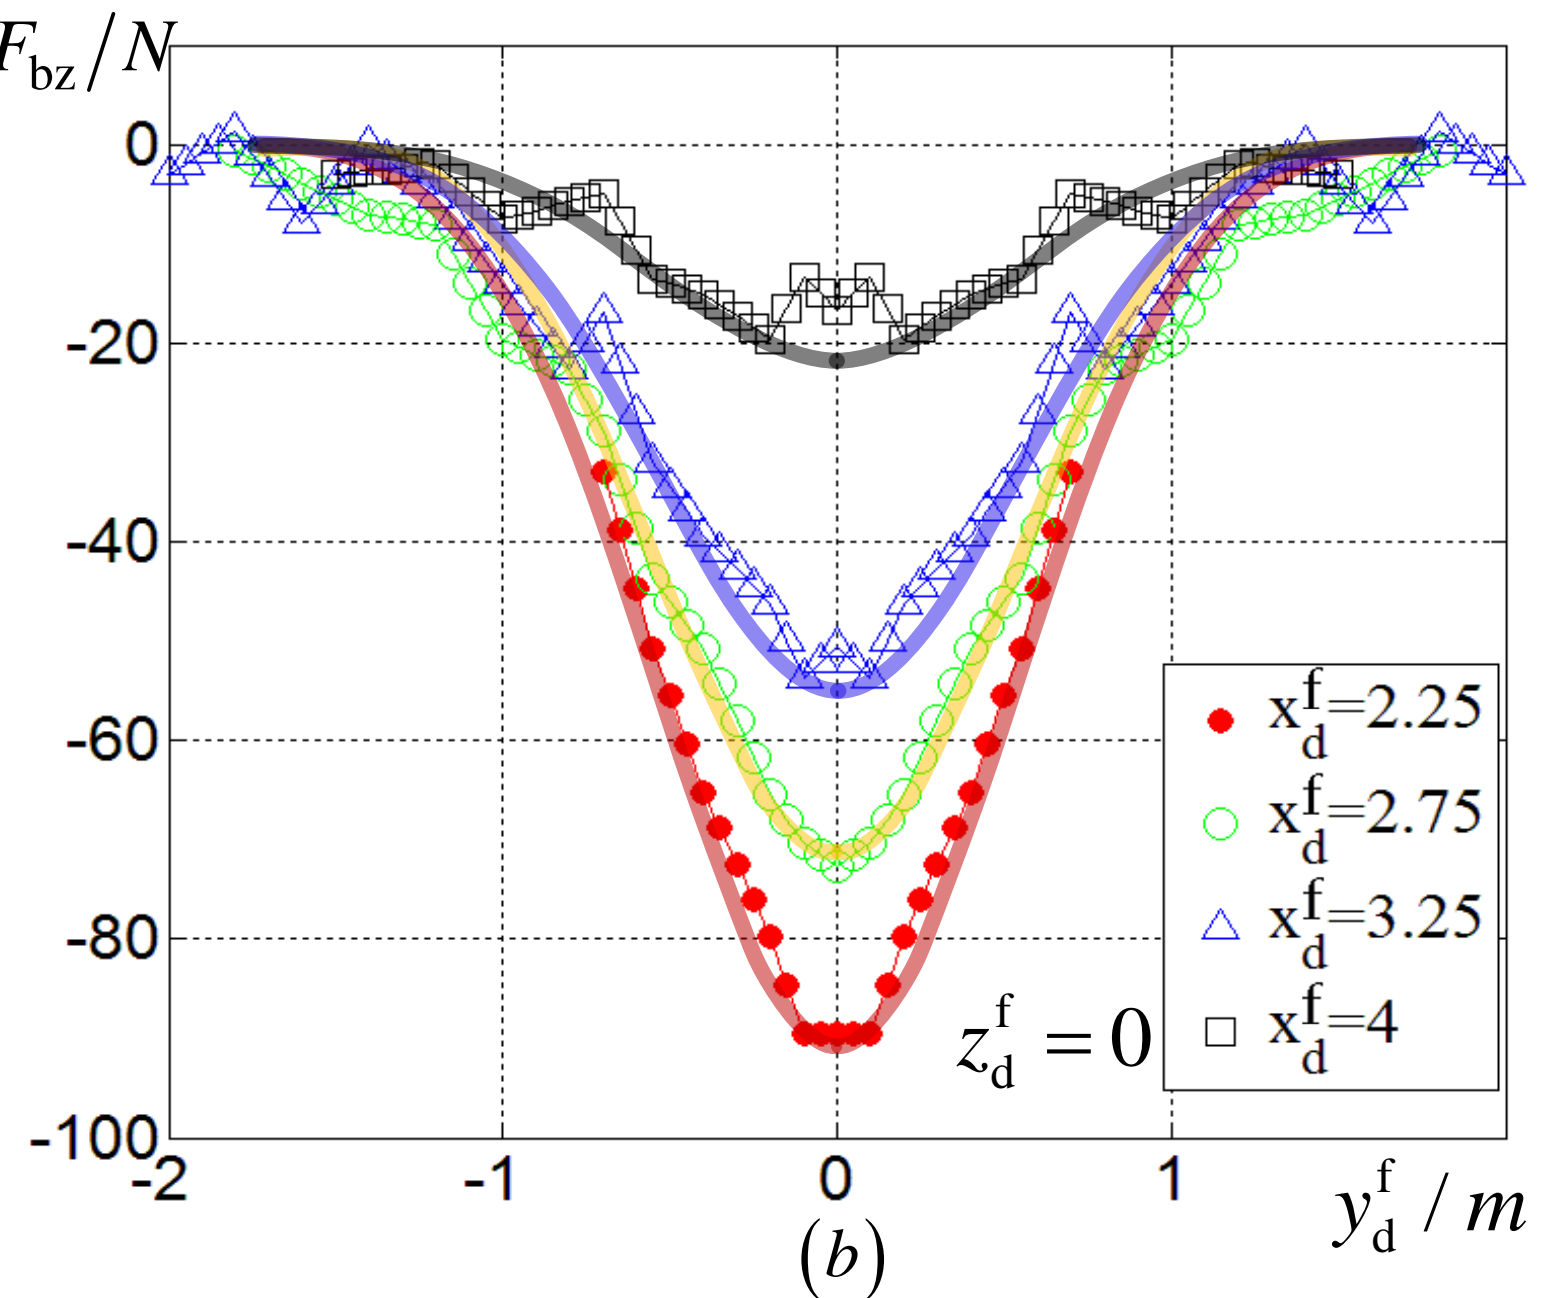 F_bz/N
0
-20
-40
-60
-80
-100
-2
-1
0
1
y_d^f / m
z_d^f = 0
x_d^f=2.25
x_d^f=2.75
x_d^f=3.25
x_d^f=4
(b)